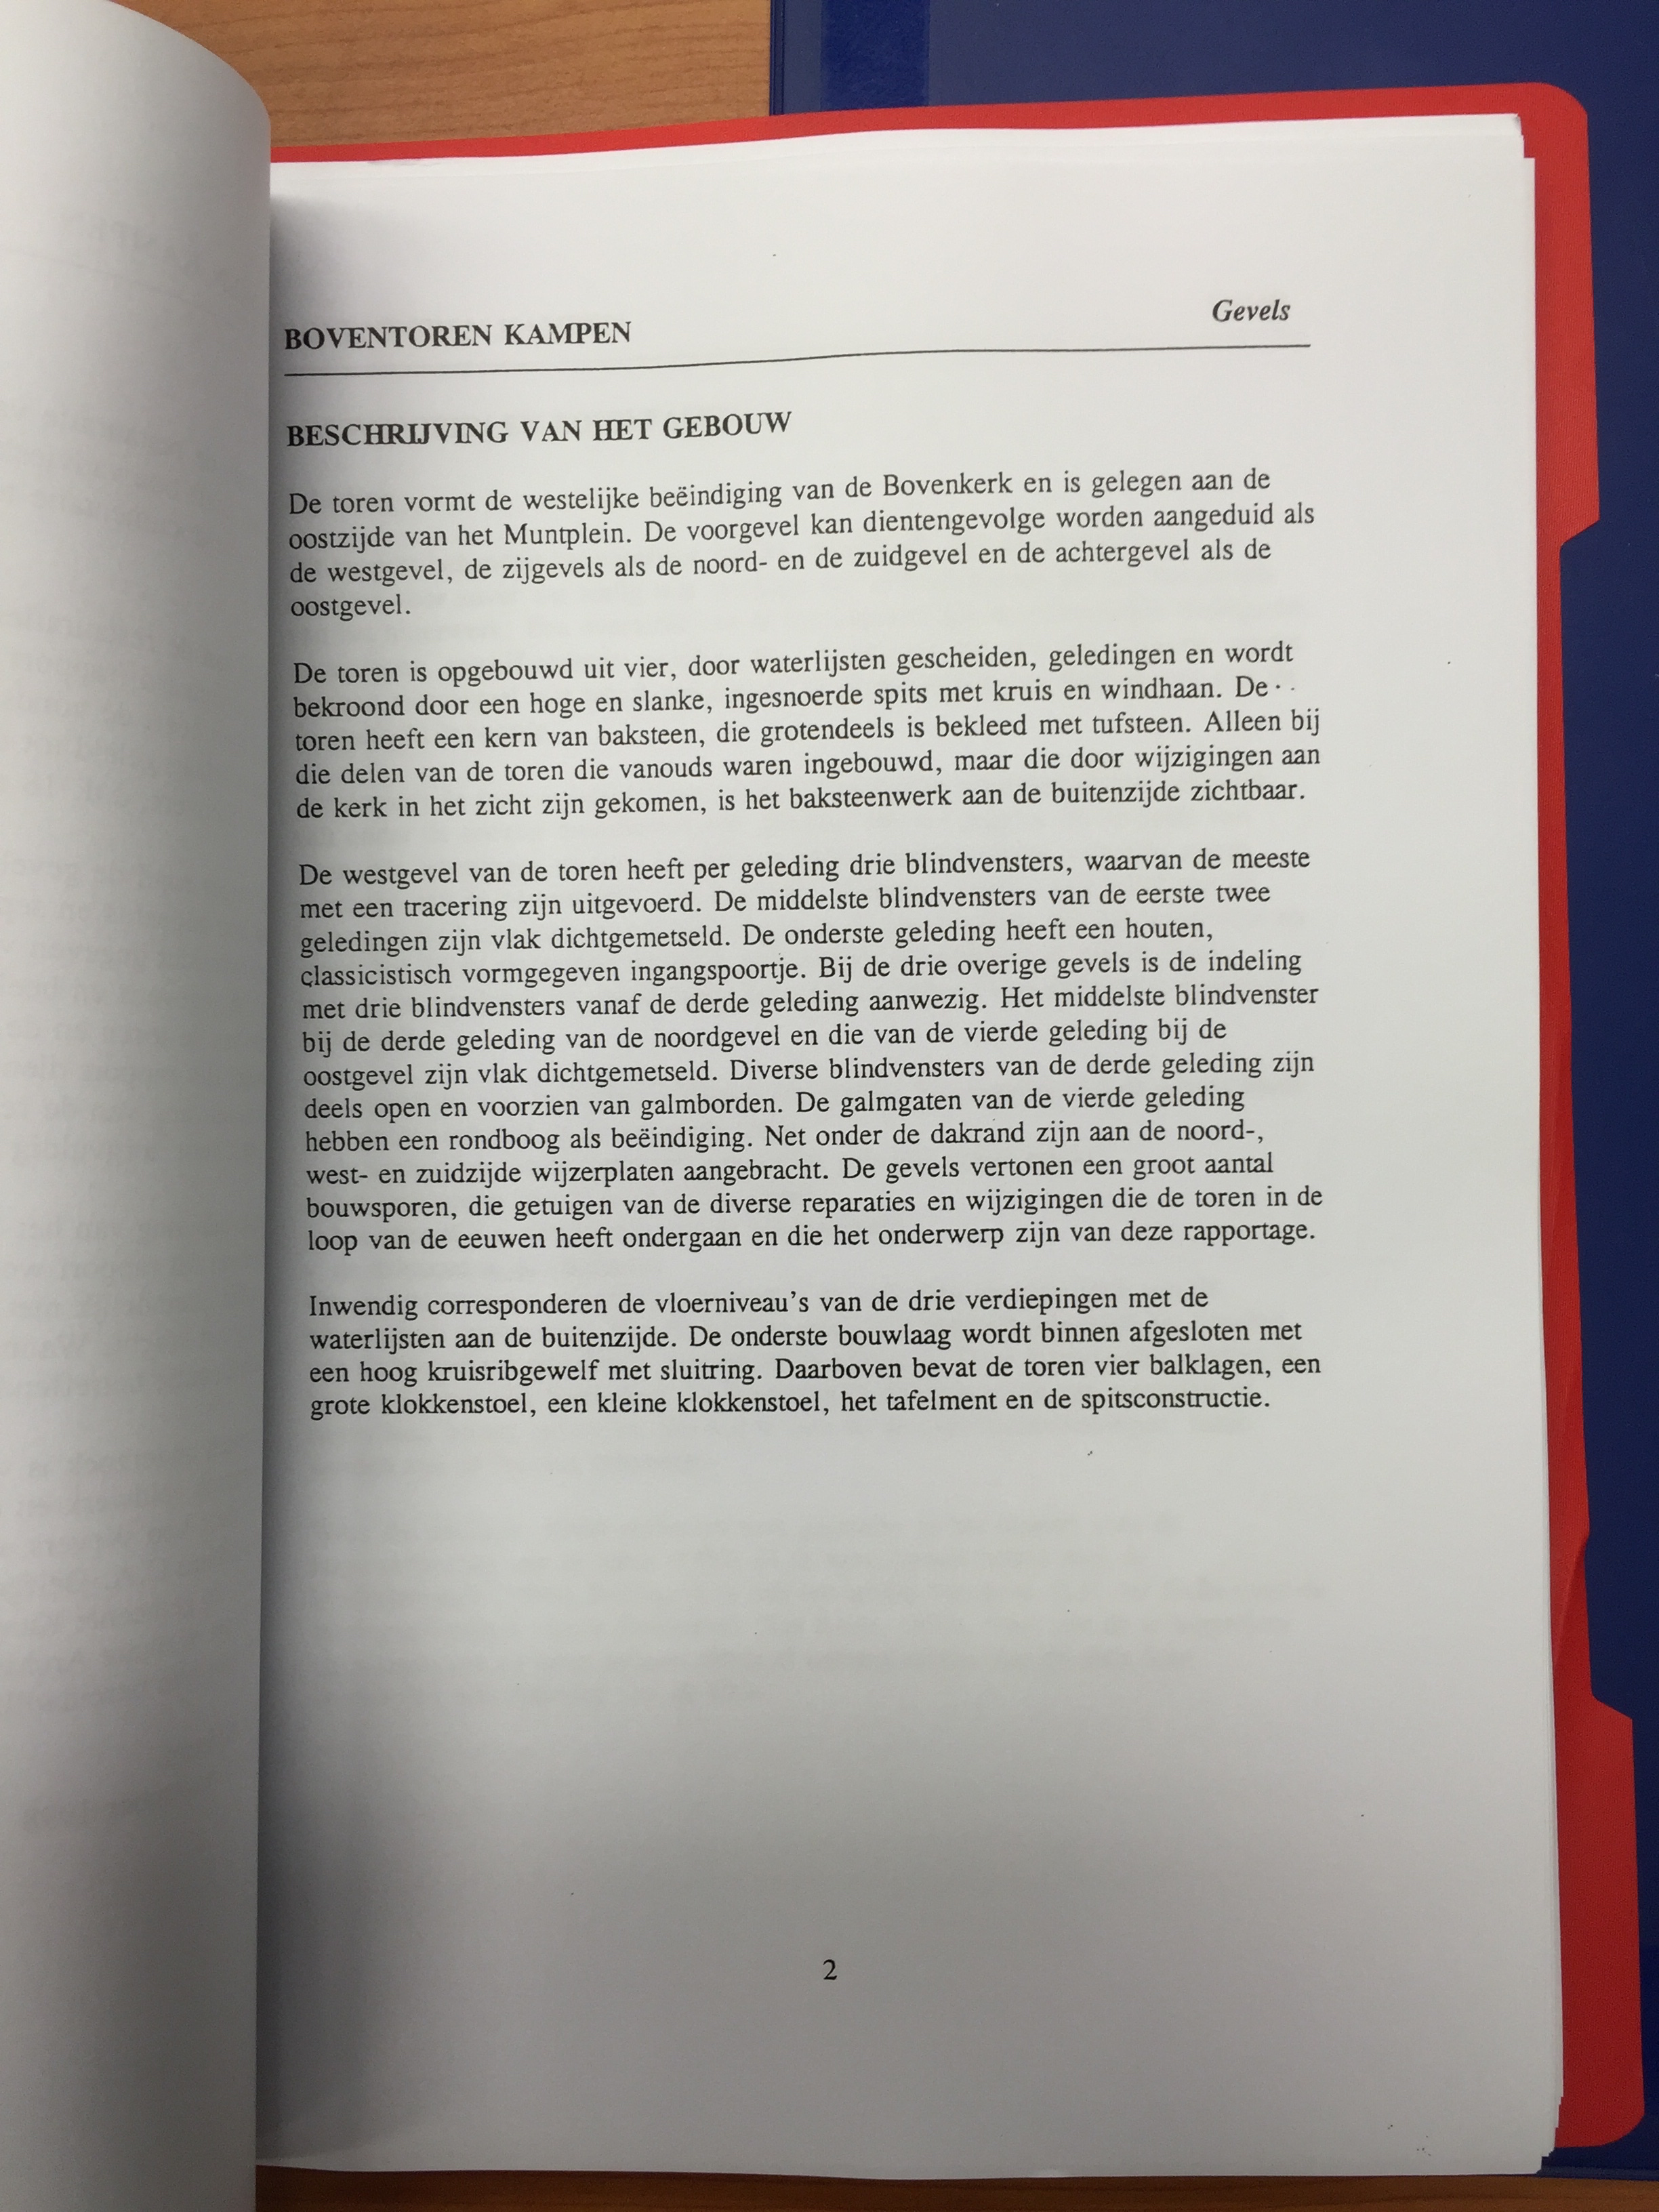 BOVENTOREN KAMPEN
Gevels
BESCHRIJVING VAN HET GEBOUW
De toren vormt de westelijke beëindiging van de Bovenkerk en is gelegen aan de
oostzijde van het Muntplein. De voorgevel kan dientengevolge worden aangeduid als
de westgevel, de zijgevels als de noord- en de zuidgevel en de achtergevel als de
oostgevel.
De toren is opgebouwd uit vier, door waterlijsten gescheiden, geledingen en wordt
bekroond door een hoge en slanke, ingesnoerde spits met kruis en windhaan. De
toren heeft een kern van baksteen, die grotendeels is bekleed met tufsteen. Alleen bij
die delen van de toren die vanouds waren ingebouwd, maar die door wijzigingen aan
de kerk in het zicht zijn gekomen, is het baksteenwerk aan de buitenzijde zichtbaar.
De westgevel van de toren heeft per geleding drie blindvensters, waarvan de meeste
met een tracering zijn uitgevoerd. De middelste blindvensters van de eerste twee
geledingen zijn vlak dichtgemetseld. De onderste geleding heeft een houten,
classicistisch vormgegeven ingangspoortje. Bij de drie overige gevels is de indeling
met drie blindvensters vanaf de derde geleding aanwezig. Het middelste blindvenster
bij de derde geleding van de noordgevel en die van de vierde geleding bij de
oostgevel zijn vlak dichtgemetseld. Diverse blindvensters van de derde geleding zijn
deels open en voorzien van galmborden. De galmgaten van de vierde geleding
hebben een rondboog als beëindiging. Net onder de dakrand zijn aan de noord-,
west- en zuidzijde wijzerplaten aangebracht. De gevels vertonen een groot aantal
bouwsporen, die getuigen van de diverse reparaties en wijzigingen die de toren in de
loop van de eeuwen heeft ondergaan en die het onderwerp zijn van deze rapportage.
Inwendig corresponderen de vloerniveau's van de drie verdiepingen met de
waterlijsten aan de buitenzijde. De onderste bouwlaag wordt binnen afgesloten met
een hoog kruisribgewelf met sluitring. Daarboven bevat de toren vier balklagen, een
grote klokkenstoel, een kleine klokkenstoel, het tafelment en de spitsconstructie.
2